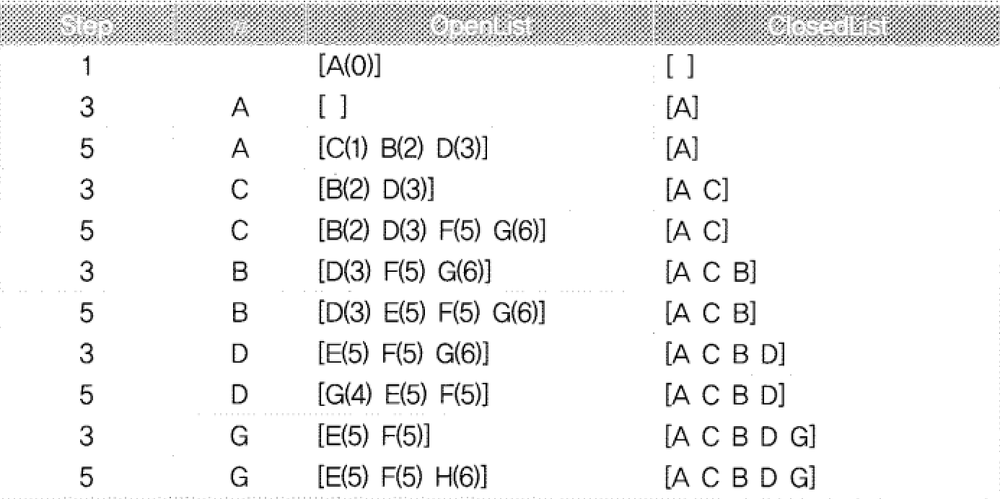 Step n OpenList ClosedList
1 [A(0)] [ ]
3 A [ ] [A]
5 A [C(1) B(2) D(3)] [A]
3 C [B(2) D(3)] [A C]
5 C [B(2) D(3) F(5) G(6)] [A C]
3 B [D(3) F(5) G(6)] [A C B]
5 B [D(3) E(5) F(5) G(6)] [A C B]
3 D [E(5) F(5) G(6)] [A C B D]
5 D [G(4) E(5) F(5)] [A C B D]
3 G [E(5) F(5)] [A C B D G]
5 G [E(5) F(5) H(6)] [A C B D G]